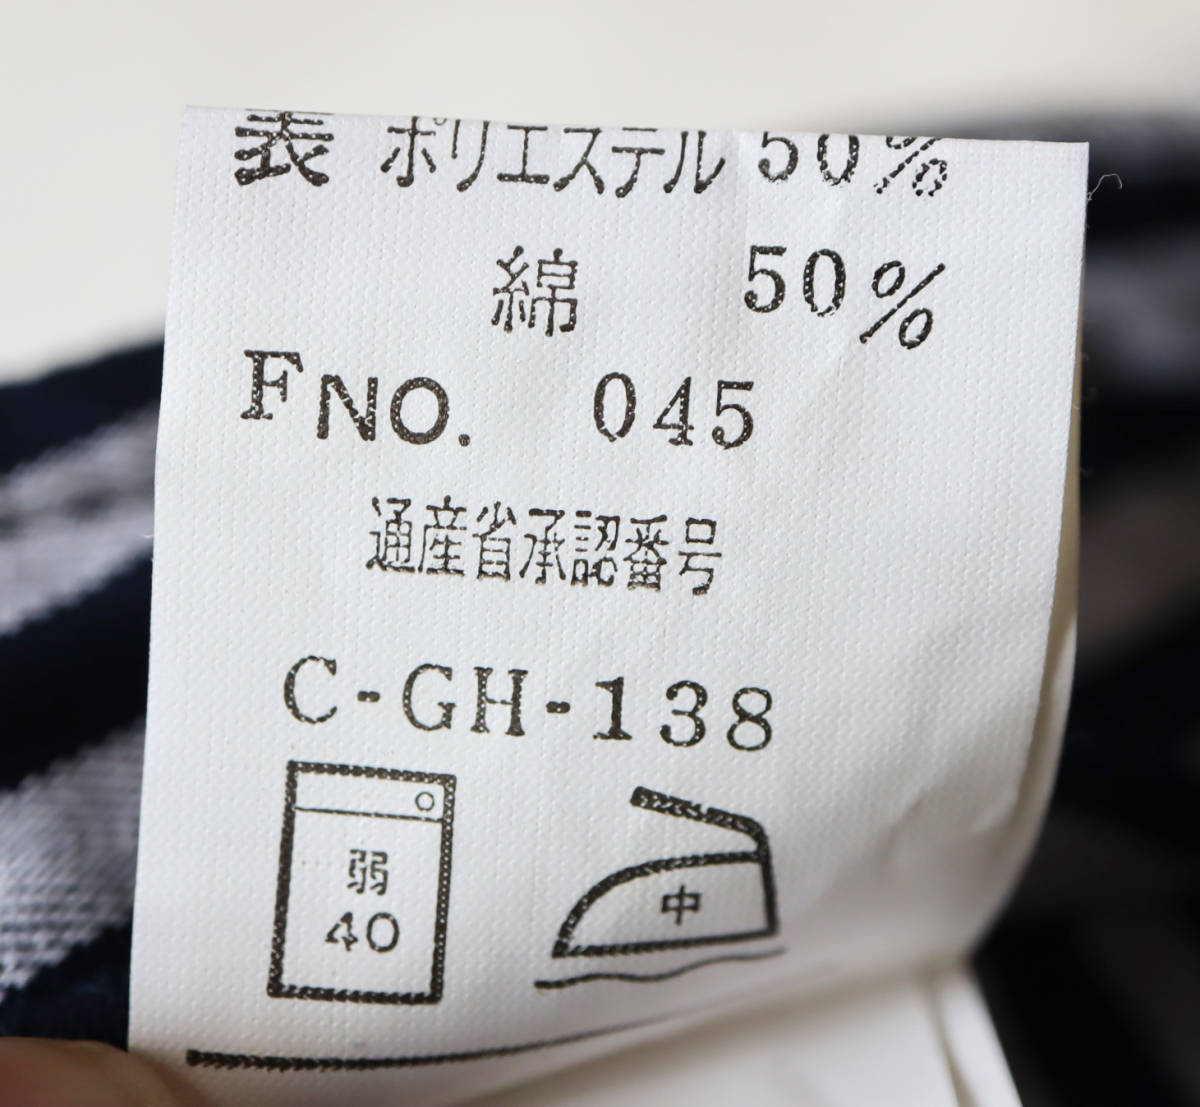 表 ポリエステル 50%
綿 50%
FNO. 045
通産省承認番号
C-GH-138
弱
40
中